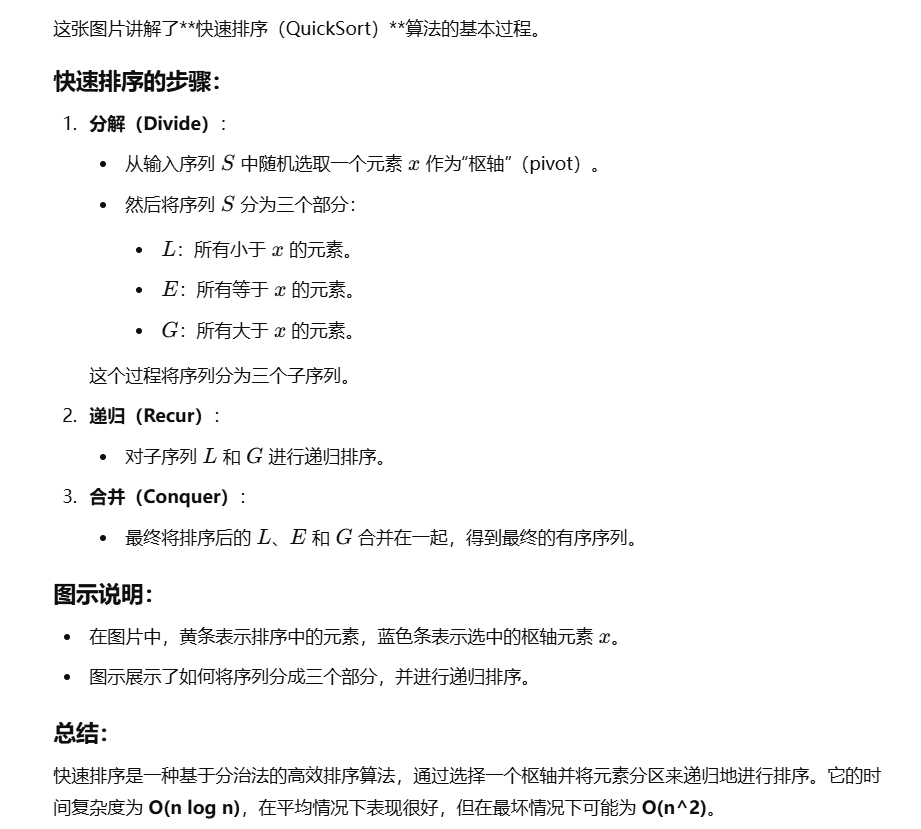 这张图片讲解了**快速排序（QuickSort）**算法的基本过程。
快速排序的步骤：
1. 分解（Divide）：
• 从输入序列 S 中随机选取一个元素 x 作为“枢轴”（pivot）。
• 然后将序列 S 分为三个部分：
• L：所有小于 x 的元素。
• E：所有等于 x 的元素。
• G：所有大于 x 的元素。
这个过程将序列分为三个子序列。
2. 递归（Recur）：
• 对子序列 L 和 G 进行递归排序。
3. 合并（Conquer）：
• 最终将排序后的 L、E 和 G 合并在一起，得到最终的有序序列。
图示说明：
• 在图片中，黄条表示排序中的元素，蓝色条表示选中的枢轴元素 x。
• 图示展示了如何将序列分成三个部分，并进行递归排序。
总结：
快速排序是一种基于分治法的高效排序算法，通过选择一个枢轴并将元素分区来递归地进行排序。它的时
间复杂度为 O(n log n)，在平均情况下表现很好，但在最坏情况下可能为 O(n^2)。